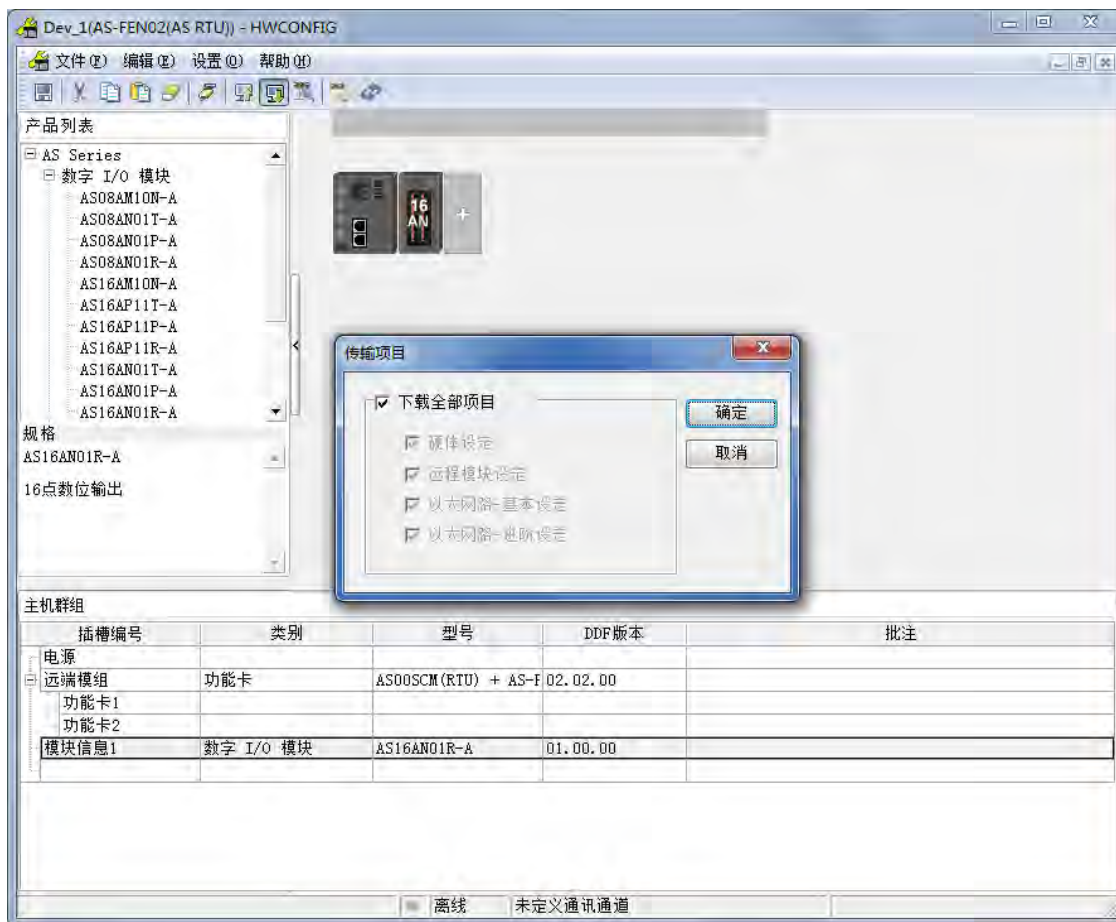 Dev_1(AS-FEN02(AS RTU)) - HWCONFIG
文件(F) 编辑(E) 设置(O) 帮助(H)
产品列表
AS Series
数字 I/O 模块
AS08AM10N-A
AS08AN01T-A
AS08AN01P-A
AS08AN01R-A
AS16AM10N-A
AS16AP11T-A
AS16AP11P-A
AS16AP11R-A
AS16AN01T-A
AS16AN01P-A
AS16AN01R-A
规格
AS16AN01R-A
16点数位输出
16
AN
+
传输项目
下载全部项目
硬体设定
远程模块设定
以太网路-基本设定
以太网路-进阶设定
确定
取消
主机群组
插槽编号 类别 型号 DDF版本 批注
电源
远端模组 功能卡 AS00SCM(RTU) + AS-F 02.02.00
功能卡1
功能卡2
模块信息1 数字 I/O 模块 AS16AN01R-A 01.00.00
离线 未定义通讯通道